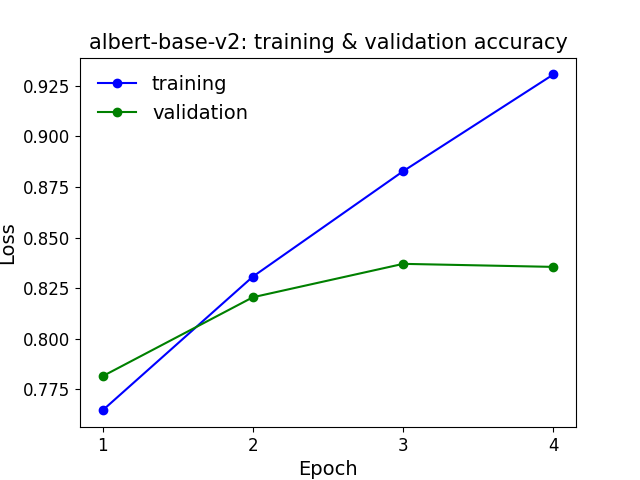 albert-base-v2: training & validation accuracy
training
validation
Loss
0.925
0.900
0.875
0.850
0.825
0.800
0.775
1 2 3 4
Epoch